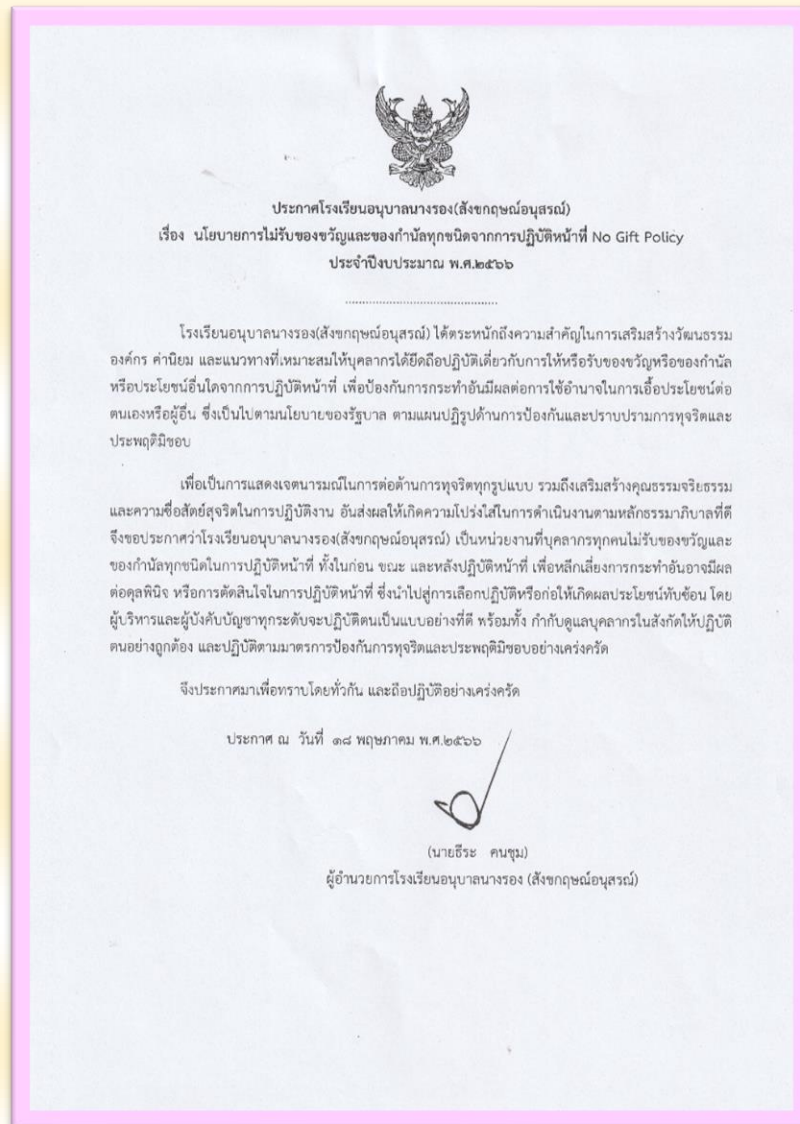 ประกาศโรงเรียนอนุบาลนางรอง(สังขกฤษณ์อนุสรณ์)
เรื่อง นโยบายการไม่รับของขวัญและของกำนัลทุกชนิดจากการปฏิบัติหน้าที่ No Gift Policy
ประจำปีงบประมาณ พ.ศ.๒๕๖๖
โรงเรียนอนุบาลนางรอง(สังขกฤษณ์อนุสรณ์) ได้ตระหนักถึงความสำคัญในการเสริมสร้างวัฒนธรรม
องค์กร ค่านิยม และแนวทางที่เหมาะสมให้บุคลากรได้ยึดถือปฏิบัติเดี่ยวกับการให้หรือรับของขวัญหรือของกำนัล
หรือประโยชน์อื่นใดจากการปฏิบัติหน้าที่ เพื่อป้องกันการกระทำอันมีผลต่อการใช้อำนาจในการเอื้อประโยชน์ต่อ
ตนเองหรือผู้อื่น ซึ่งเป็นไปตามนโยบายของรัฐบาล ตามแผนปฏิรูปด้านการป้องกันและปราบปรามการทุจริตและ
ประพฤติมิชอบ
เพื่อเป็นการแสดงเจตนารมณ์ในการต่อต้านการทุจริตทุกรูปแบบ รวมถึงเสริมสร้างคุณธรรมจริยธรรม
และความซื่อสัตย์สุจริตในการปฏิบัติงาน อันส่งผลให้เกิดความโปร่งใสในการดำเนินงานตามหลักธรรมาภิบาลที่ดี
จึงขอประกาศว่าโรงเรียนอนุบาลนางรอง(สังขกฤษณ์อนุสรณ์) เป็นหน่วยงานที่บุคลากรทุกคนไม่รับของขวัญและ
ของกำนัลทุกชนิดในการปฏิบัติหน้าที่ ทั้งในก่อน ขณะ และหลังปฏิบัติหน้าที่ เพื่อหลีกเลี่ยงการกระทำอันอาจมีผล
ต่อดุลพินิจ หรือการตัดสินใจในการปฏิบัติหน้าที่ ซึ่งนำไปสู่การเลือกปฏิบัติหรือก่อให้เกิดผลประโยชน์ทับซ้อน โดย
ผู้บริหารและผู้บังคับบัญชาทุกระดับจะปฏิบัติตนเป็นแบบอย่างที่ดี พร้อมทั้ง กำกับดูแลบุคลากรในสังกัดให้ปฏิบัติ
ตนอย่างถูกต้อง และปฏิบัติตามมาตรการป้องกันการทุจริตและประพฤติมิชอบอย่างเคร่งครัด
จึงประกาศมาเพื่อทราบโดยทั่วกัน และถือปฏิบัติอย่างเคร่งครัด
ประกาศ ณ วันที่ ๑๘ พฤษภาคม พ.ศ.๒๕๖๖
(นายธีระ คนชุม)
ผู้อำนวยการโรงเรียนอนุบาลนางรอง (สังขกฤษณ์อนุสรณ์)